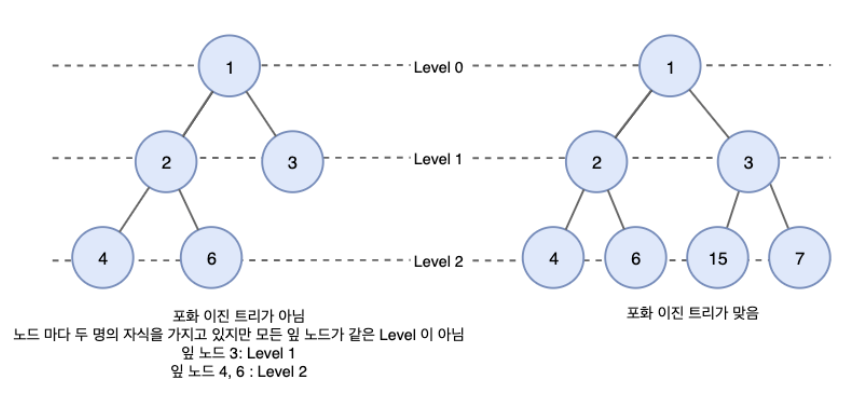 1
Level 0
1
2
3
Level 1
2
3
4
6
Level 2
4
6
15
7
포화 이진 트리가 아님
노드 마다 두 명의 자식을 가지고 있지만 모든 잎 노드가 같은 Level 이 아님
잎 노드 3: Level 1
잎 노드 4, 6 : Level 2
포화 이진 트리가 맞음